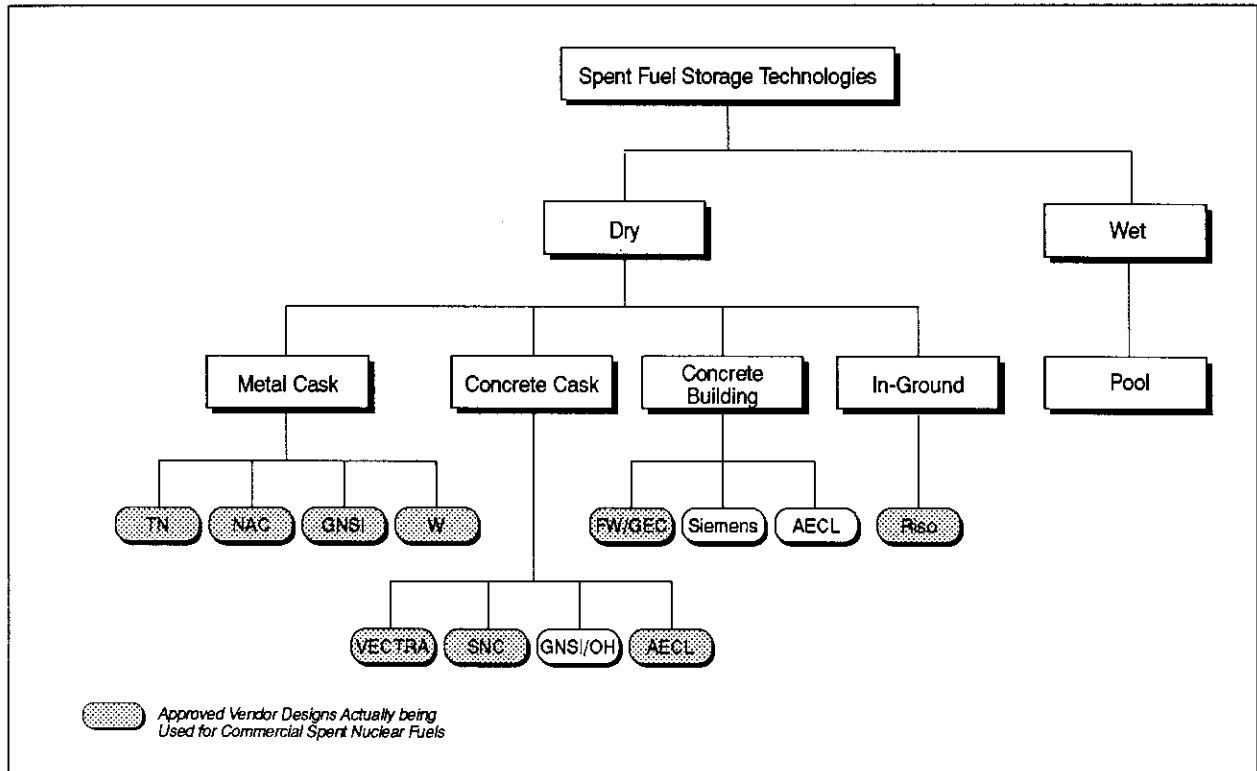 Spent Fuel Storage Technologies
Dry
Wet
Metal Cask
Concrete Cask
Concrete
Building
In-Ground
Pool
TN
NAC
GNSI
W
FW/GEC
Siemens
AECL
Riso
VECTRA
SNC
GNSI/OH
AECL
Approved Vendor Designs Actually being
Used for Commercial Spent Nuclear Fuels